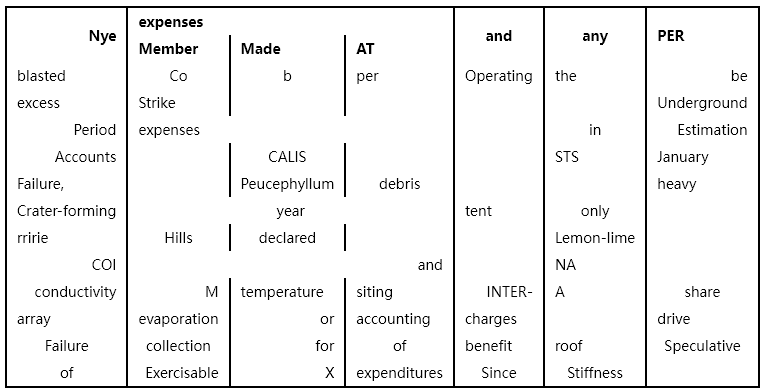 expenses
Nye Member Made AT and any PER
blasted Co b per Operating the be
excess Strike Underground
Period expenses in Estimation
Accounts CALIS STS January
Failure, Peucephyllum debris heavy
Crater-forming year tent only
rririe Hills declared Lemon-lime
COI and NA
conductivity M temperature siting INTER- A share
array evaporation or accounting charges drive
Failure collection for of benefit roof Speculative
of Exercisable X expenditures Since Stiffness